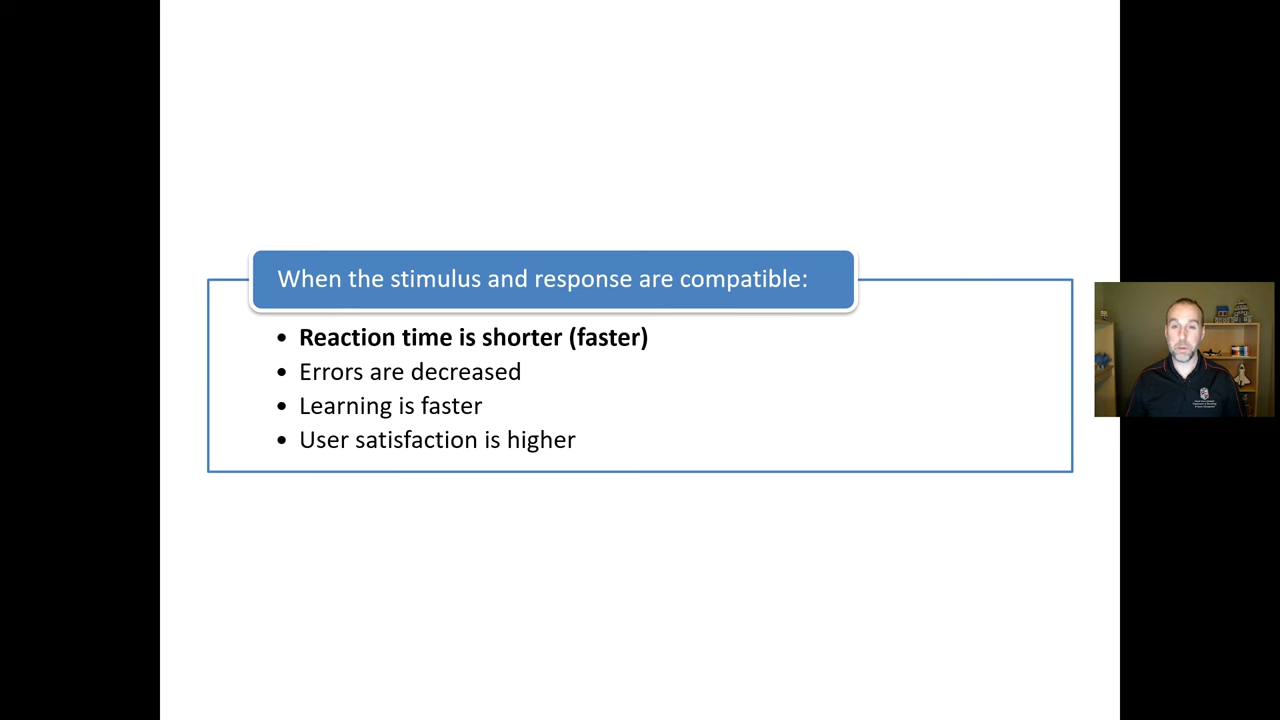 When the stimulus and response are compatible:
• Reaction time is shorter (faster)
• Errors are decreased
• Learning is faster
• User satisfaction is higher